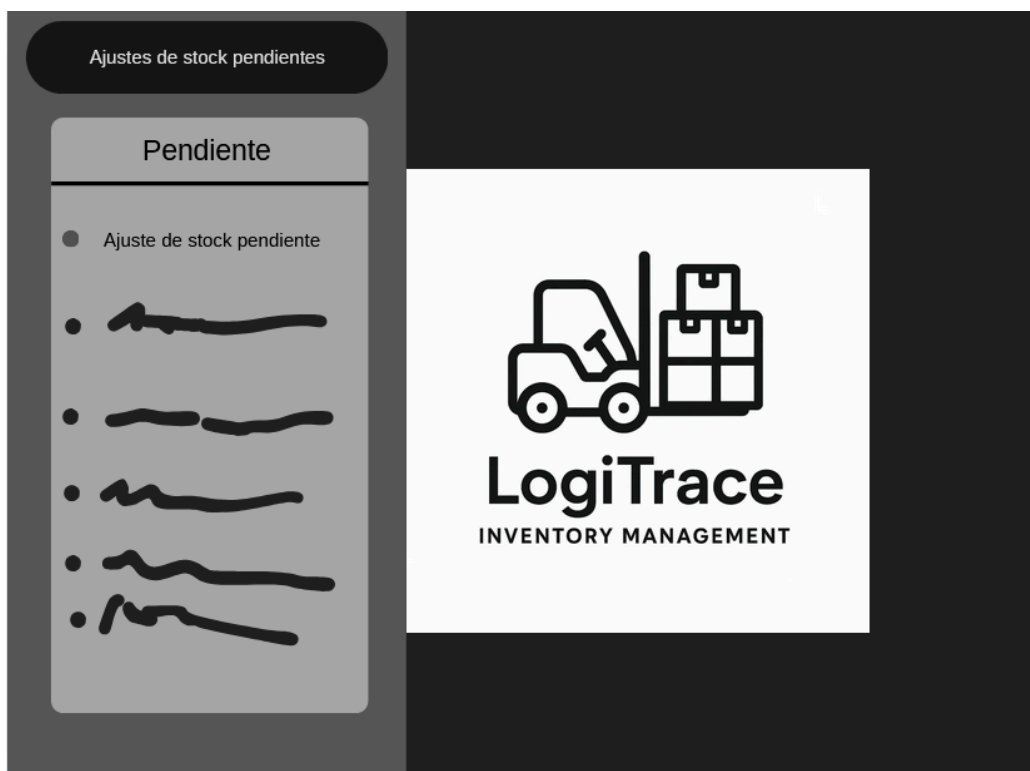 Ajustes de stock pendientes
Pendiente
Ajuste de stock pendiente
LogiTrace
INVENTORY MANAGEMENT